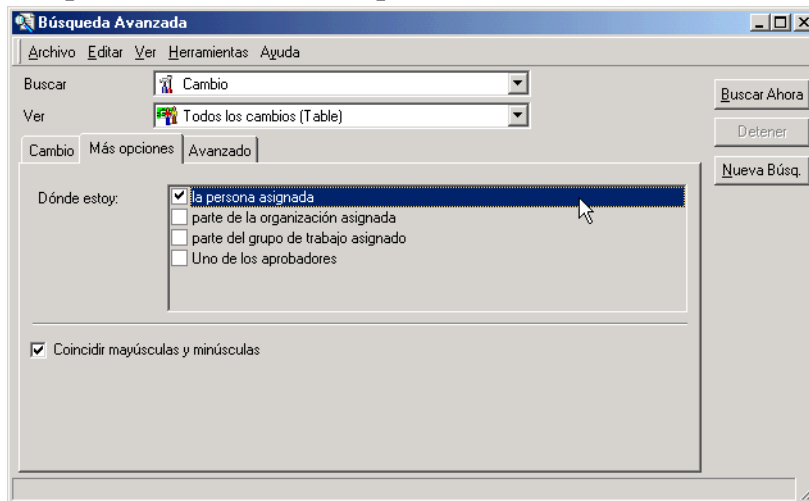 Búsqueda Avanzada
Archivo Editar Ver Herramientas Ayuda
Buscar Cambio
Buscar Ahora
Ver Todos los cambios (Table)
Detener
Cambio Más opciones Avanzado
Nueva Búsq.
Dónde estoy: la persona asignada
parte de la organización asignada
parte del grupo de trabajo asignado
Uno de los aprobadores
Coincidir mayúsculas y minúsculas